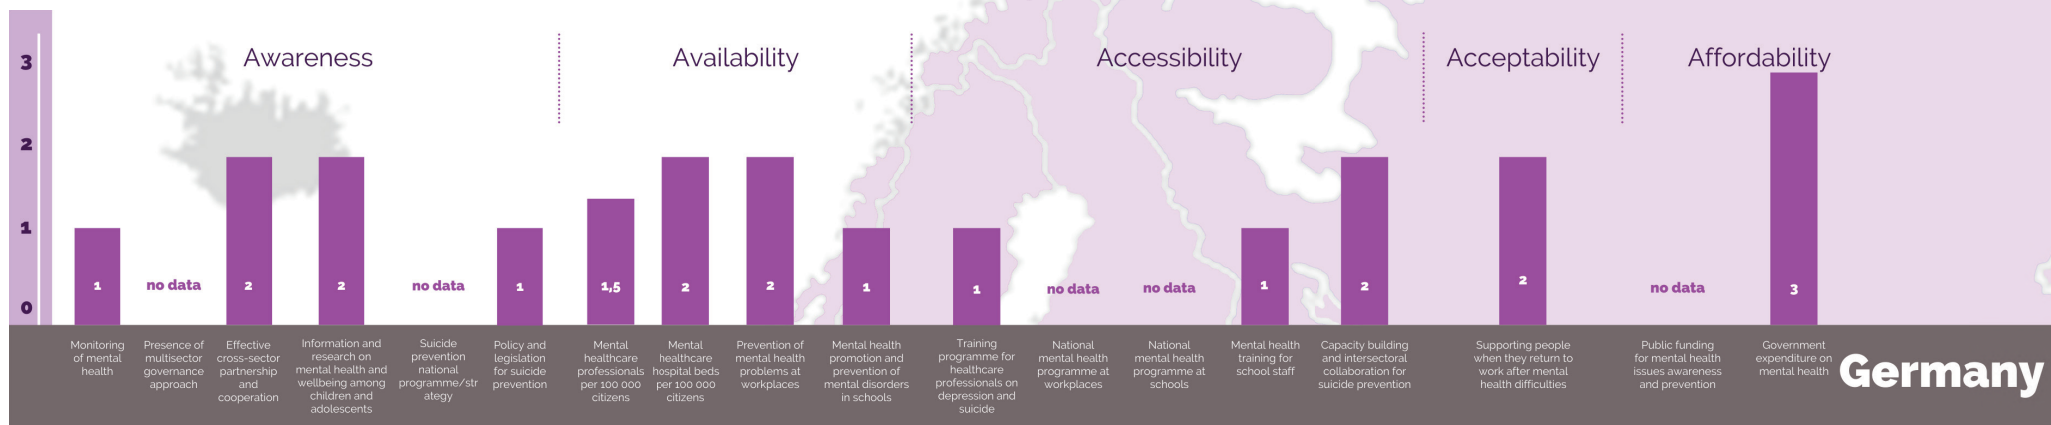 3
2
1
0
Awareness
Availability
Accessibility
Acceptability
Affordability
1
no data
2
2
no data
1
1,5
2
2
1
1
no data
no data
1
2
2
no data
3
Monitoring
of mental
health
Presence of
multisector
governance
approach
Effective
cross-sector
partnership
and
cooperation
Information and
research on
mental health and
wellbeing among
children and
adolescents
Suicide
prevention
national
programme/str
ategy
Policy and
legislation
for suicide
prevention
Mental
healthcare
professionals
per 100 000
citizens
Mental
healthcare
hospital beds
per 100 000
citizens
Prevention of
mental health
problems at
workplaces
Mental health
promotion and
prevention of
mental disorders
in schools
Training
programme for
healthcare
professionals on
depression and
suicide
National
mental health
programme at
workplaces
National
mental health
programme at
schools
Mental health
training for
school staff
Capacity building
and intersectoral
collaboration for
suicide prevention
Supporting people
when they return to
work after mental
health difficulties
Public funding
for mental health
issues awareness
and prevention
Government
expenditure on
mental health
Germany